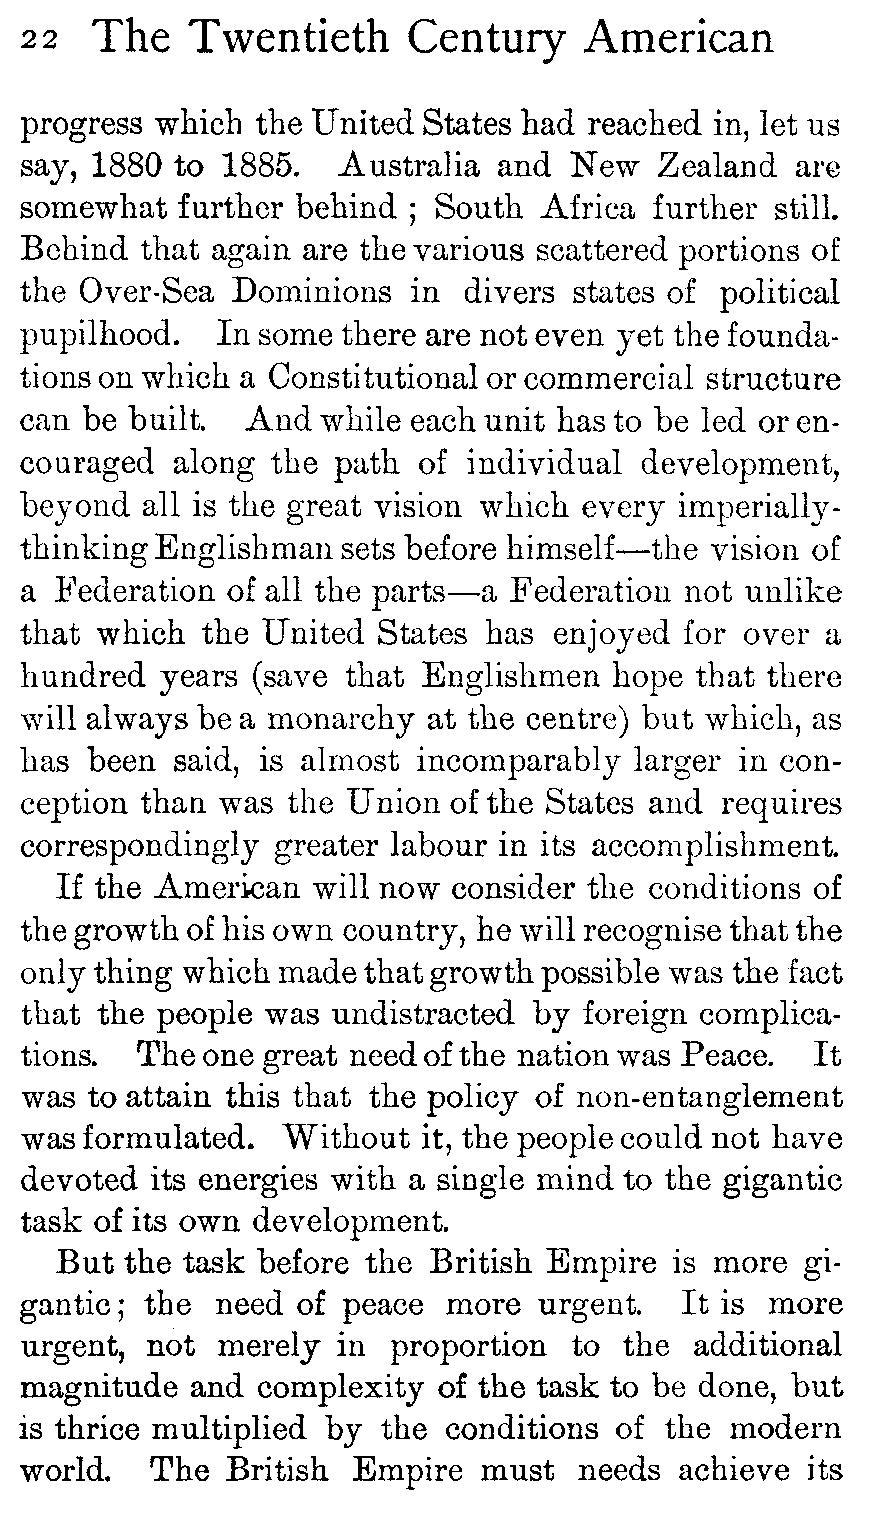 22 The Twentieth Century American
progress which the United States had reached in, let us
say, 1880 to 1885. Australia and New Zealand are
somewhat further behind ; South Africa further still.
Behind that again are the various scattered portions of
the Over-Sea Dominions in divers states of political
pupilhood. In some there are not even yet the founda-
tions on which a Constitutional or commercial structure
can be built. And while each unit has to be led or en-
couraged along the path of individual development,
beyond all is the great vision which every imperially-
thinking Englishman sets before himself—the vision of
a Federation of all the parts—a Federation not unlike
that which the United States has enjoyed for over a
hundred years (save that Englishmen hope that there
will always be a monarchy at the centre) but which, as
has been said, is almost incomparably larger in con-
ception than was the Union of the States and requires
correspondingly greater labour in its accomplishment.
If the American will now consider the conditions of
the growth of his own country, he will recognise that the
only thing which made that growth possible was the fact
that the people was undistracted by foreign complica-
tions. The one great need of the nation was Peace. It
was to attain this that the policy of non-entanglement
was formulated. Without it, the people could not have
devoted its energies with a single mind to the gigantic
task of its own development.
But the task before the British Empire is more gi-
gantic; the need of peace more urgent. It is more
urgent, not merely in proportion to the additional
magnitude and complexity of the task to be done, but
is thrice multiplied by the conditions of the modern
world. The British Empire must needs achieve its